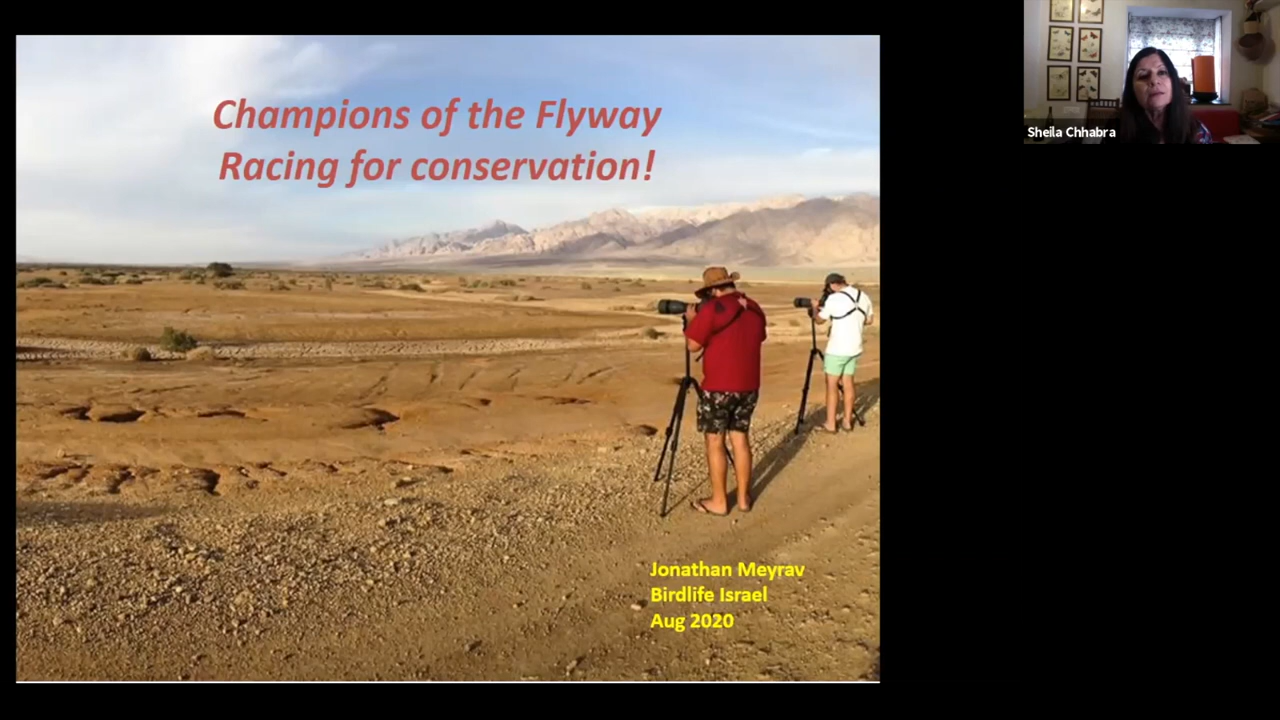 Champions of the Flyway
Racing for conservation!
Sheila Chhabra
Jonathan Meyrav
Birdlife Israel
Aug 2020